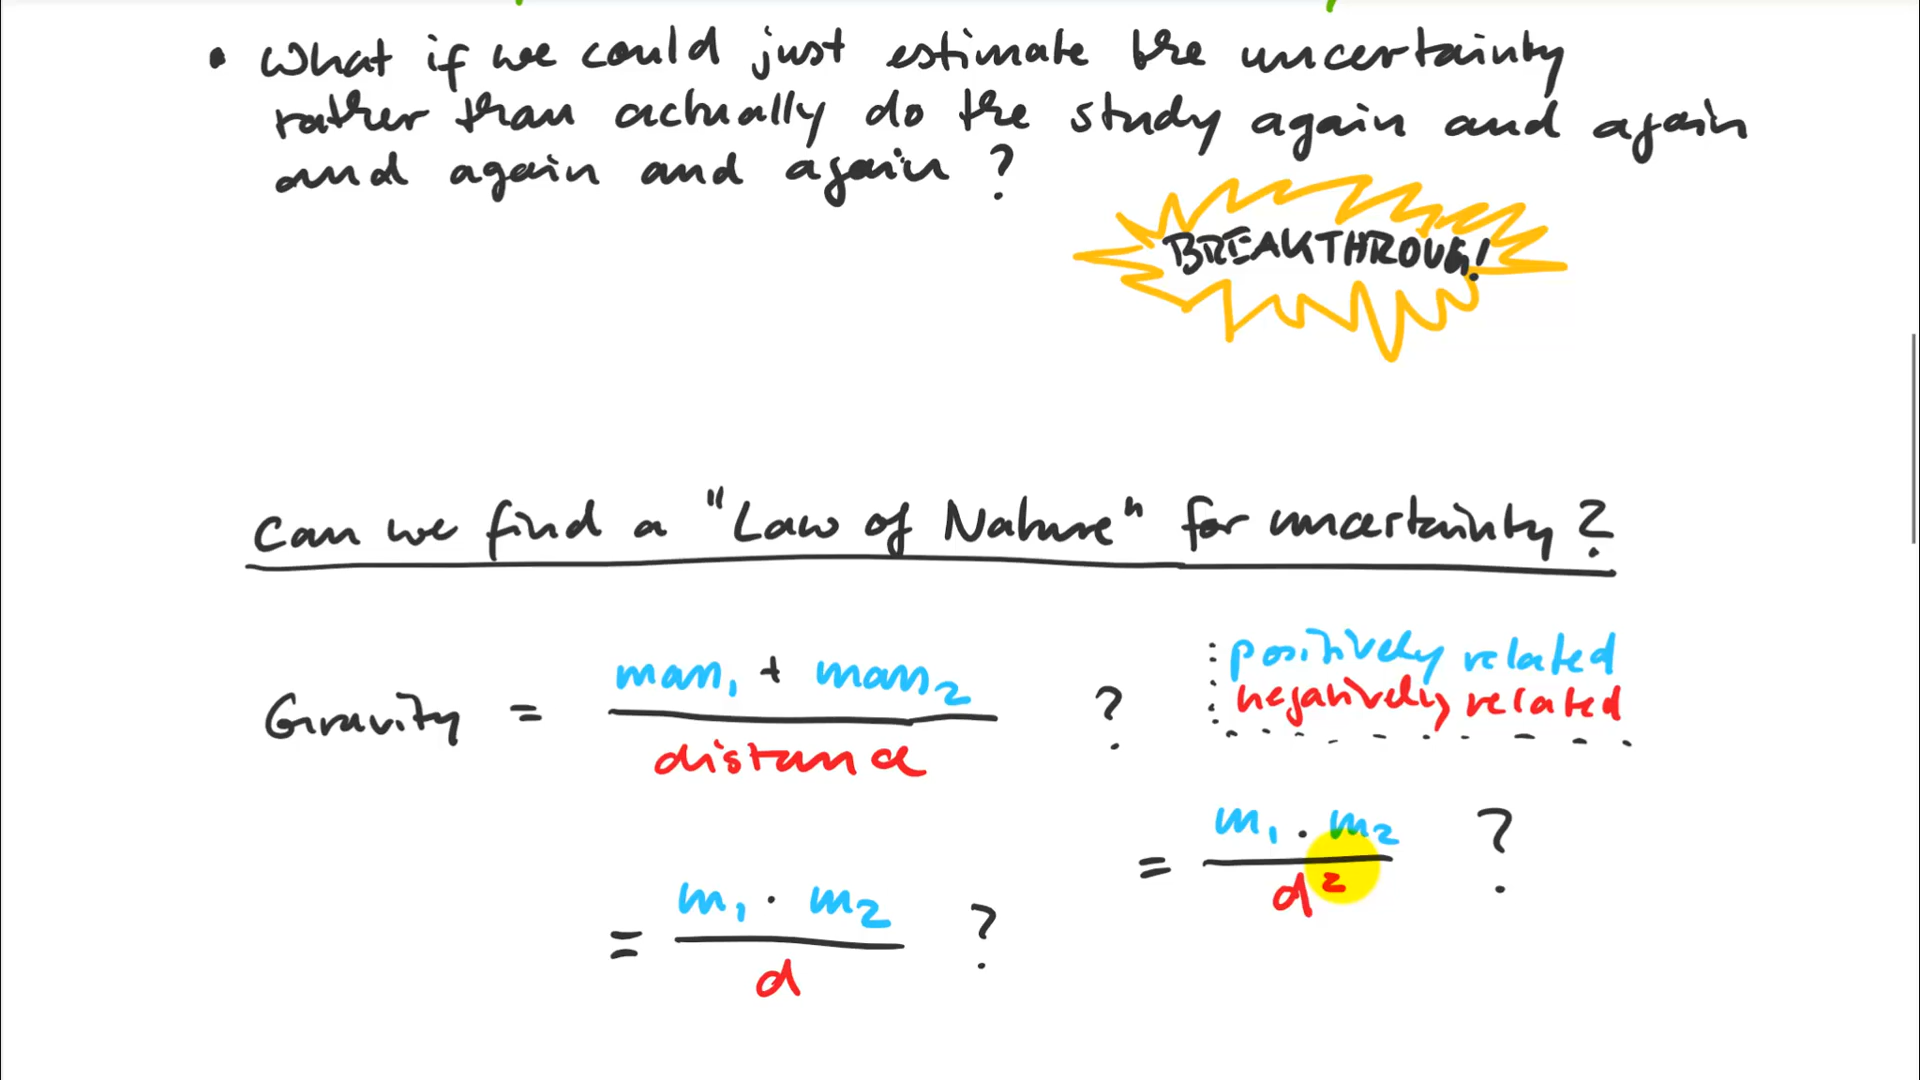 • What if we could just estimate the uncertainty
rather than actually do the study again and again
and again and again ?
BREAKTHROUG!
Can we find a "Law of Nature" for uncertainty?
Gravity = mass₁ + mass₂ / distance ?
: positively related
: negatively related
= m₁ · m₂ / d² ?
= m₁ · m₂ / d ?